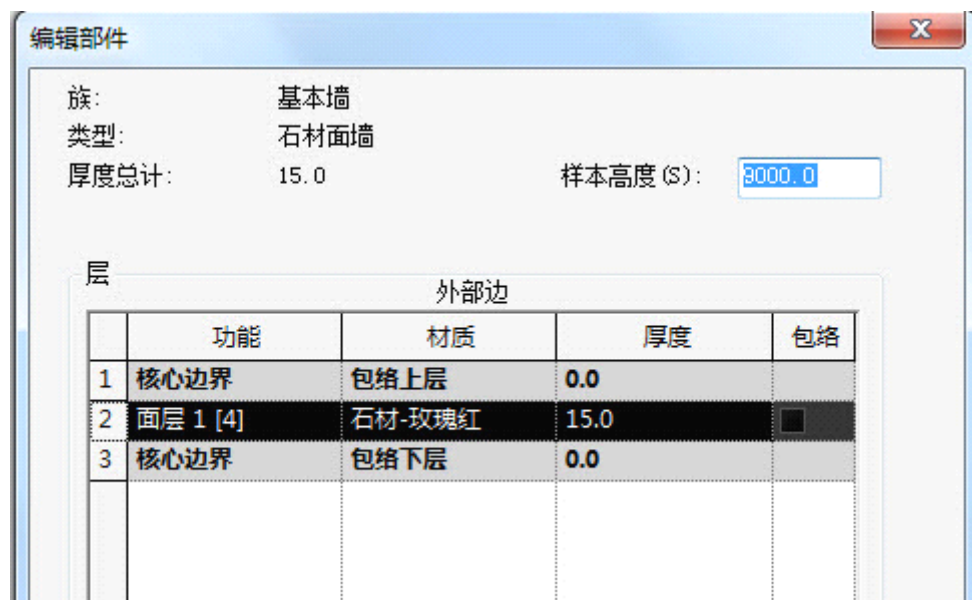 编辑部件
族: 基本墙
类型: 石材面墙
厚度总计: 15.0 样本高度(S): 9000.0
层
外部边
功能 材质 厚度 包络
1 核心边界 包络上层 0.0
2 面层 1 [4] 石材-玫瑰红 15.0
3 核心边界 包络下层 0.0